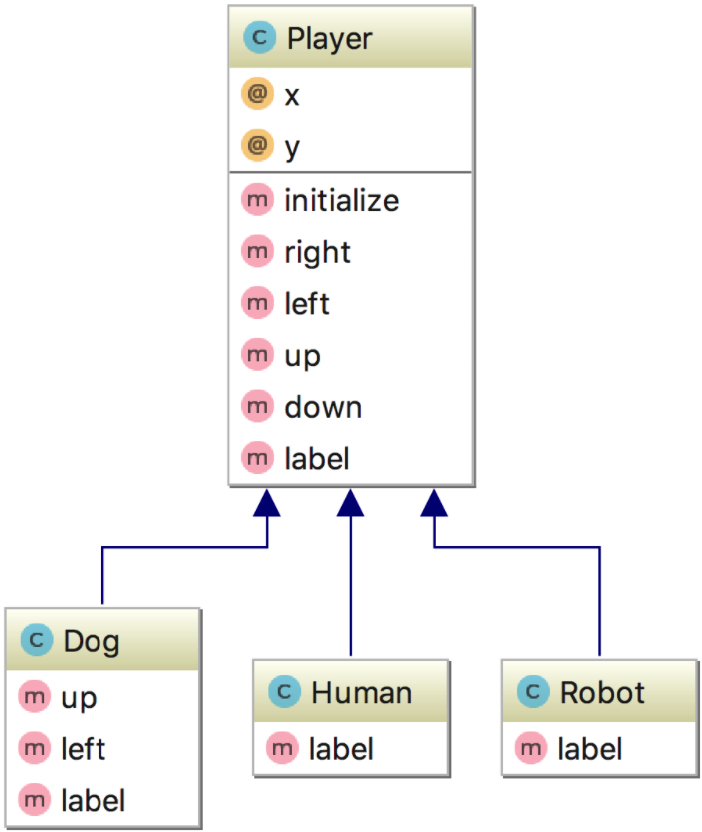 C Player
@ x
@ y
m initialize
m right
m left
m up
m down
m label
C Dog
m up
m left
m label
C Human
m label
C Robot
m label